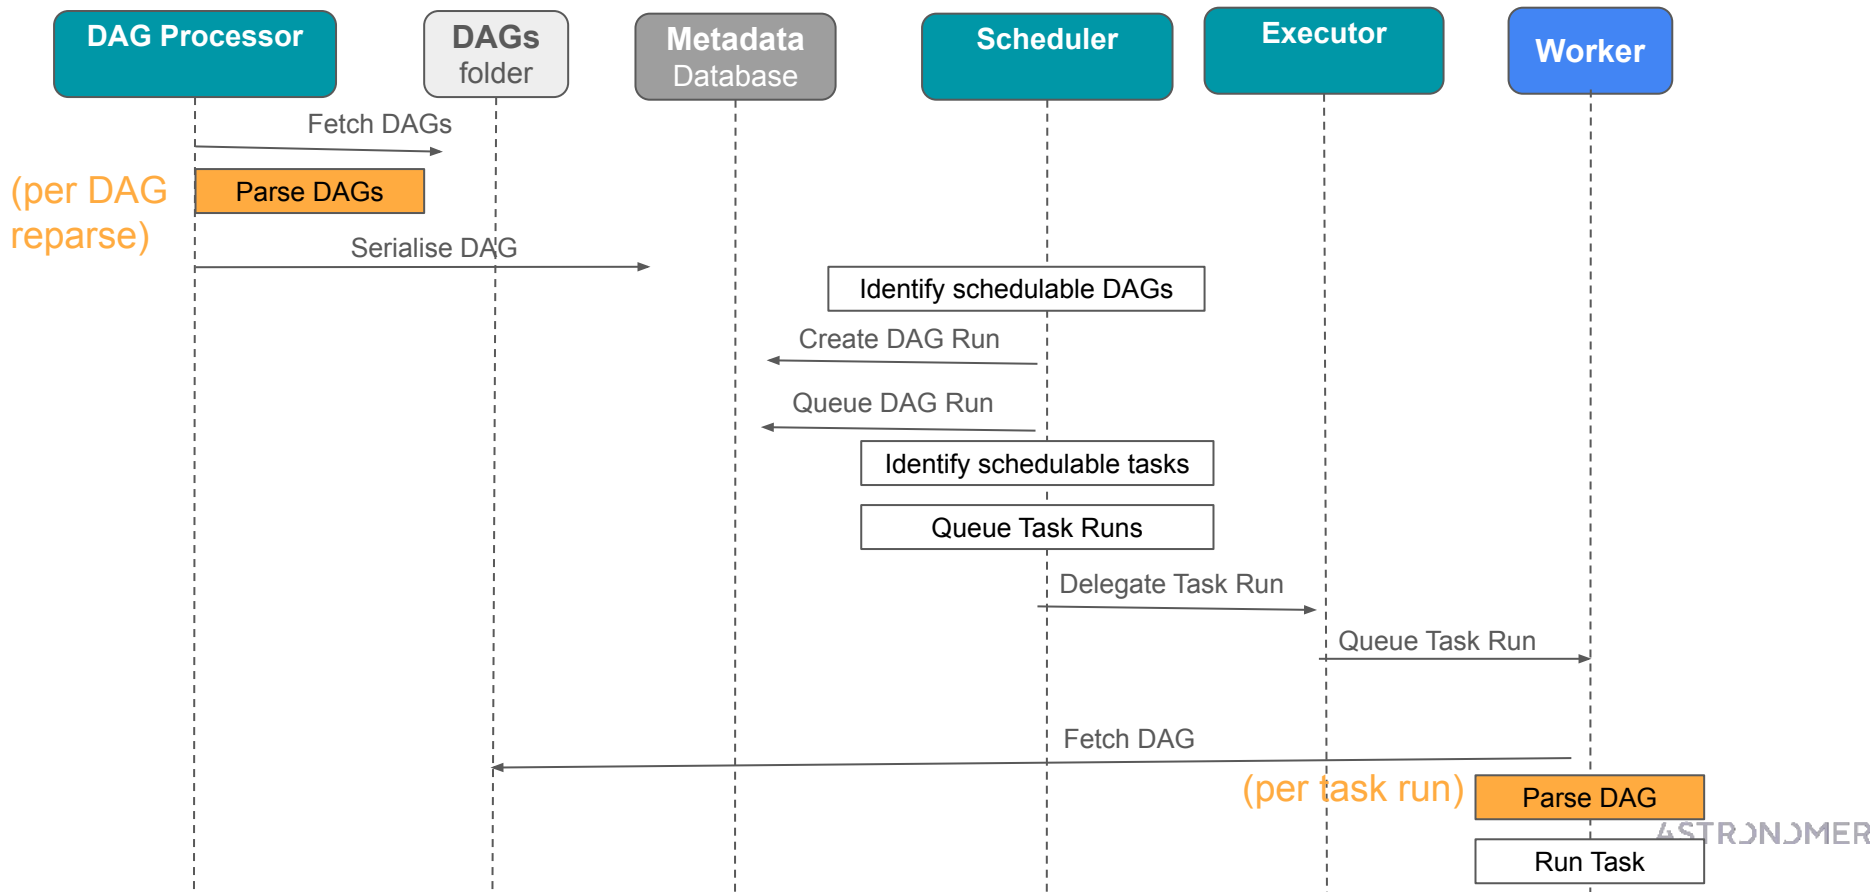 DAG Processor
DAGs
folder
Metadata
Database
Scheduler
Executor
Worker
Fetch DAGs
(per DAG
reparse)
Parse DAGs
Serialise DAG
Identify schedulable DAGs
Create DAG Run
Queue DAG Run
Identify schedulable tasks
Queue Task Runs
Delegate Task Run
Queue Task Run
Fetch DAG
(per task run)
Parse DAG
ASTRONOMER
Run Task